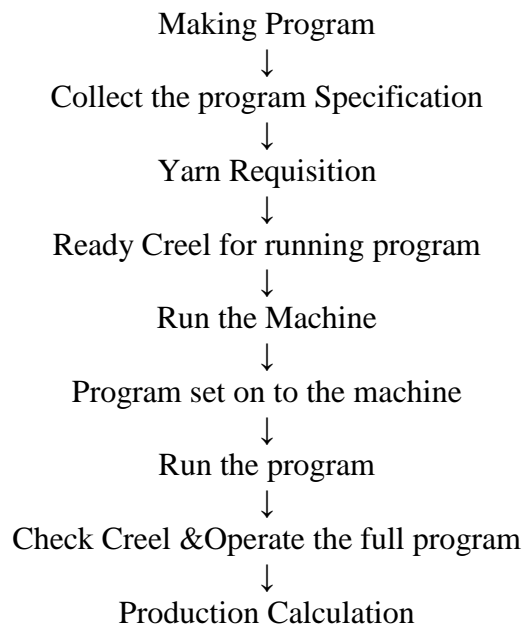 Making Program
↓
Collect the program Specification
↓
Yarn Requisition
↓
Ready Creel for running program
↓
Run the Machine
↓
Program set on to the machine
↓
Run the program
↓
Check Creel &Operate the full program
↓
Production Calculation